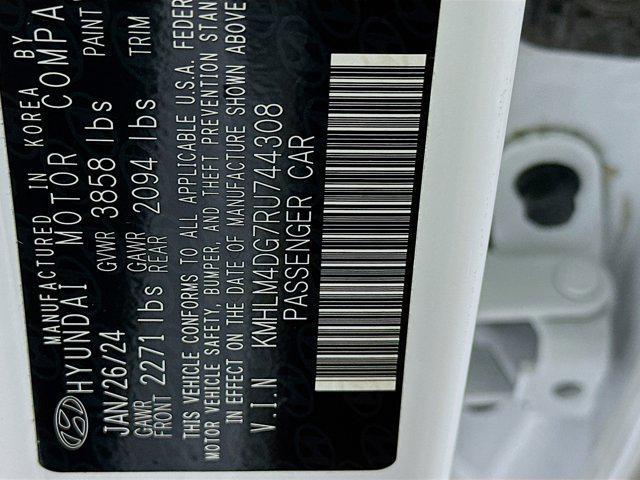 MANUFACTURED IN KOREA BY
HYUNDAI MOTOR COMPA
JAN/26/24 GVWR 3858 lbs PAINT
GAWR FRONT 2271 lbs GAWR REAR 2094 lbs TRIM
THIS VEHICLE CONFORMS TO ALL APPLICABLE U.S.A. FEDER
MOTOR VEHICLE SAFETY, BUMPER, AND THEFT PREVENTION STAN
IN EFFECT ON THE DATE OF MANUFACTURE SHOWN ABOVE
V.I.N KMHLM4DG7RU744308
PASSENGER CAR